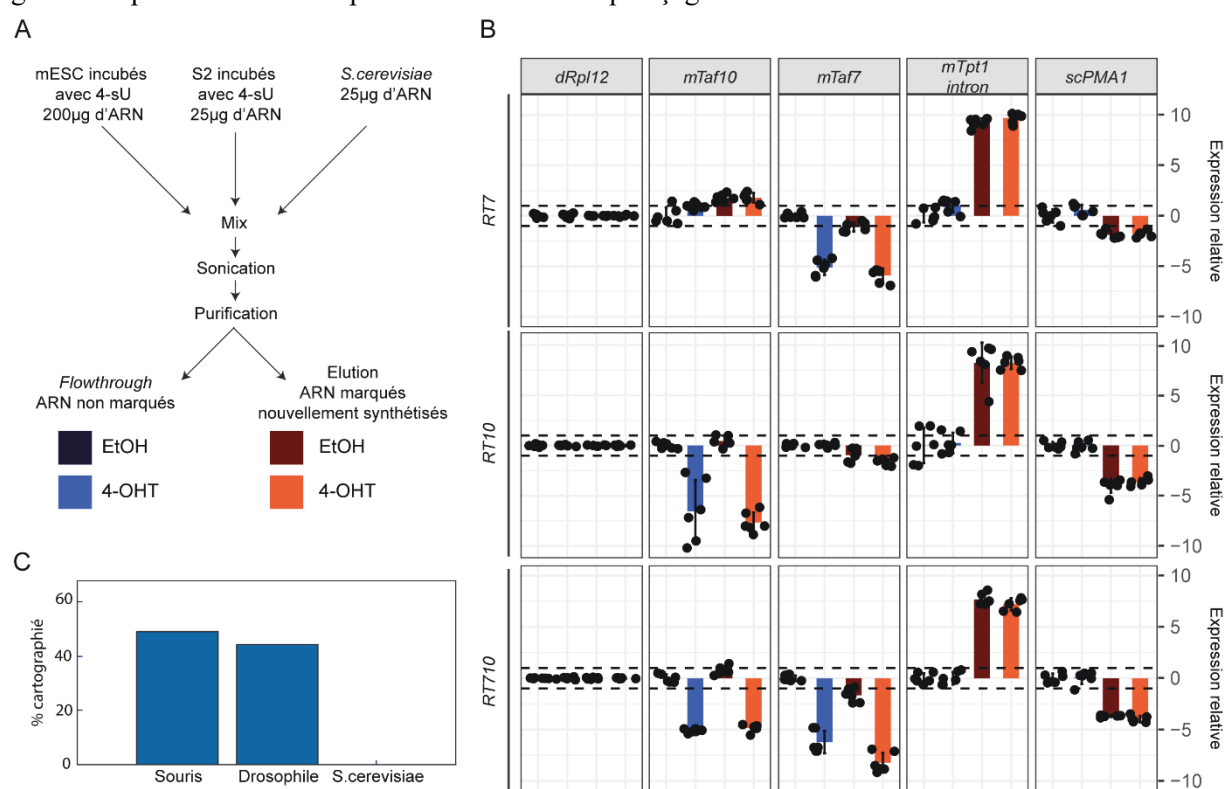 A
mESC incubés
avec 4-sU
200µg d'ARN
S2 incubés
avec 4-sU
25µg d'ARN
S.cerevisiae
25µg d'ARN
Mix
Sonication
Purification
Flowthrough
ARN non marqués
Elution
ARN marqués
nouvellement synthétisés
EtOH
4-OHT
EtOH
4-OHT
B
dRpl12
mTaf10
mTaf7
mTpt1
intron
scPMA1
RT7
10
5
0
−5
−10
Expression relative
RT10
10
5
0
−5
−10
Expression relative
RT710
10
5
0
−5
−10
Expression relative
C
% cartographié
60
40
20
0
Souris
Drosophile
S.cerevisiae